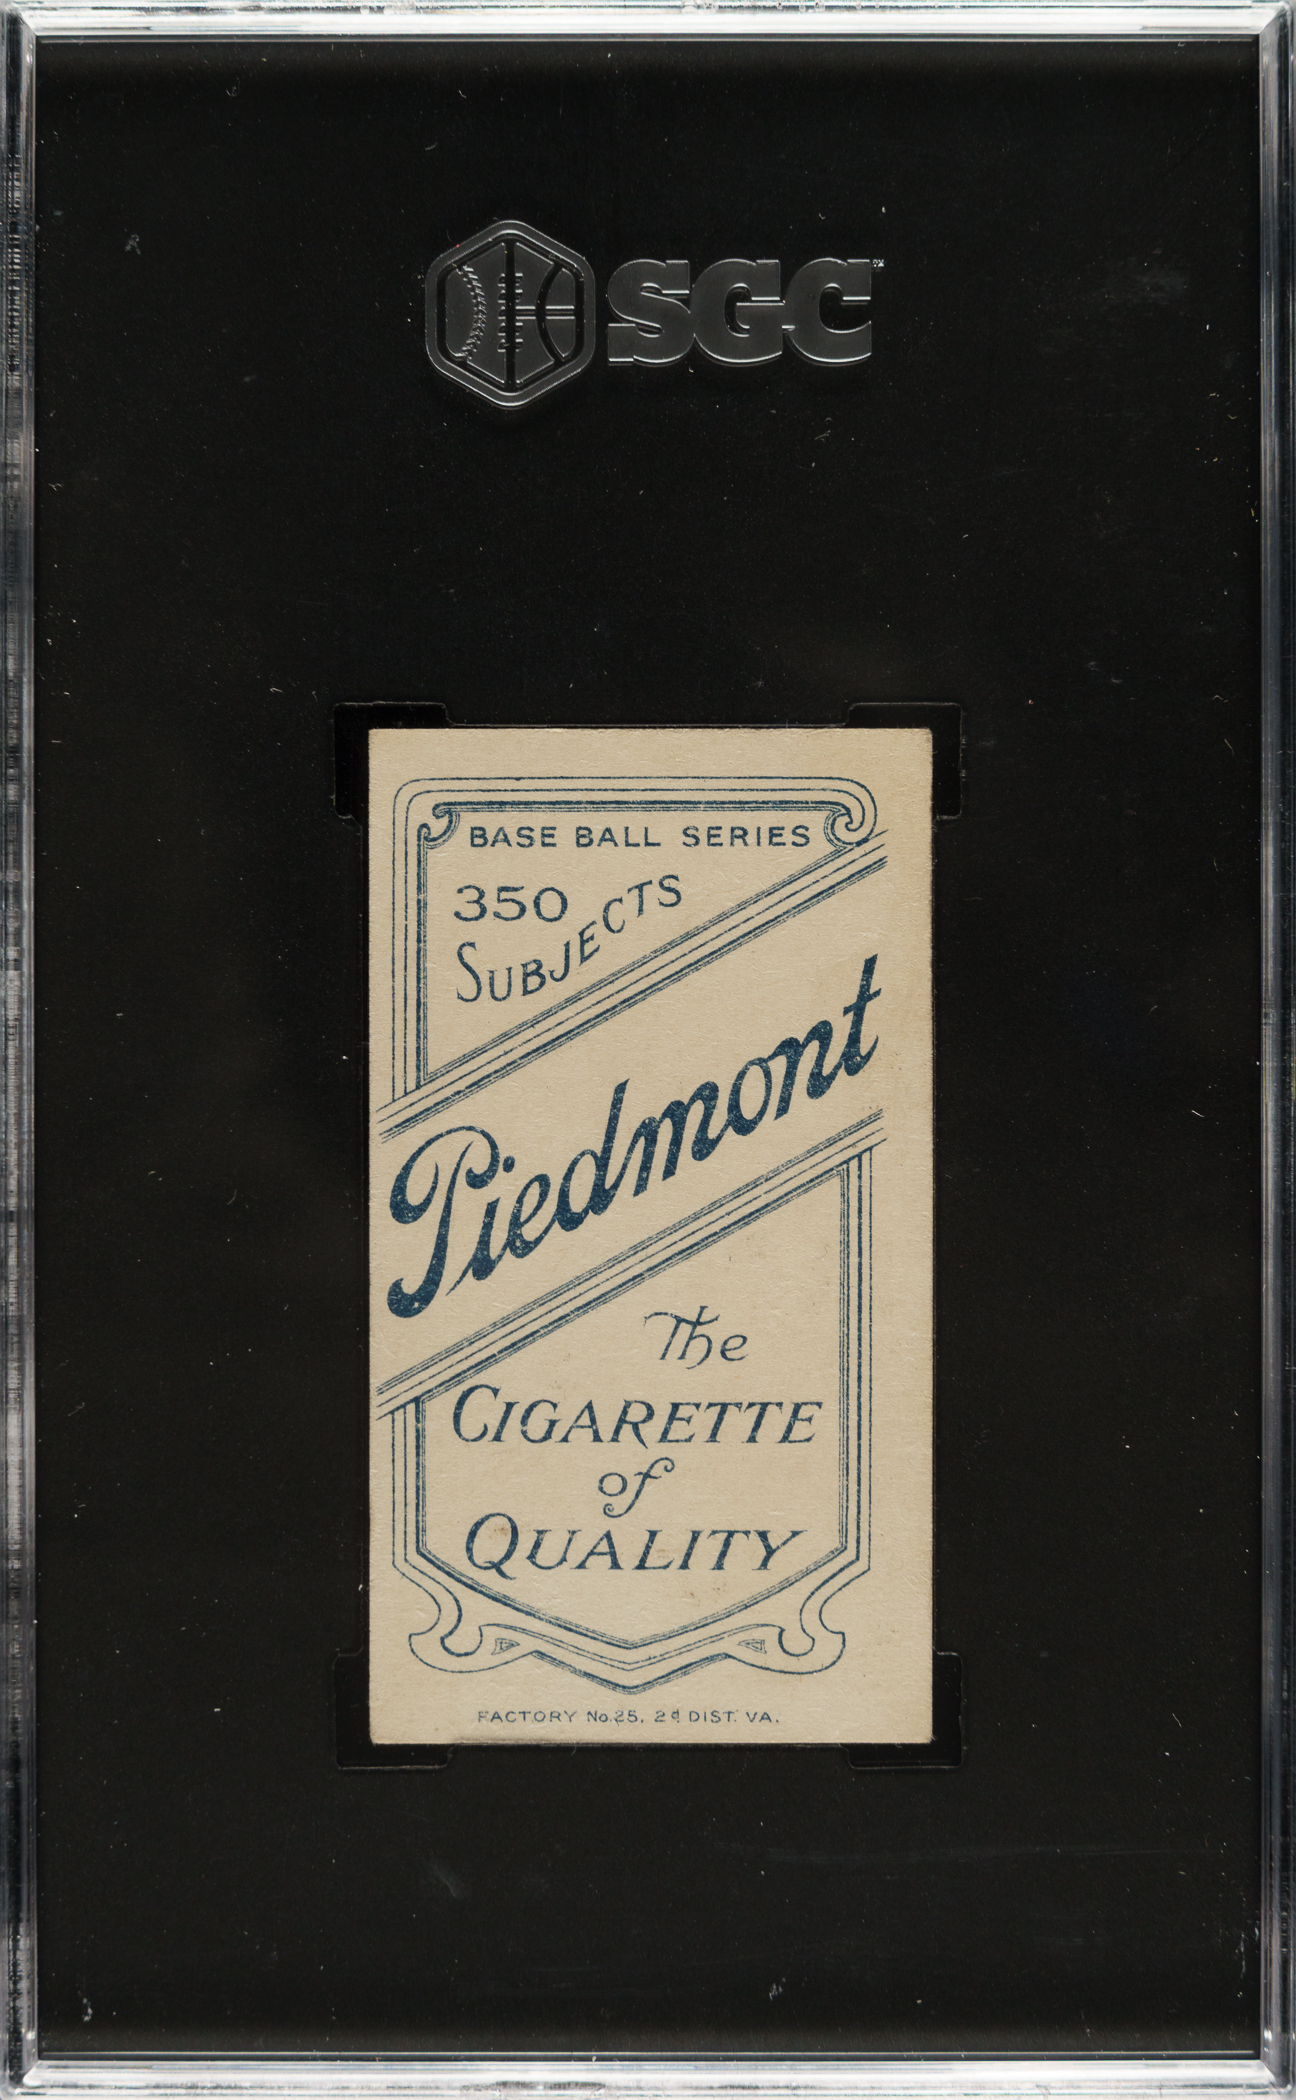 SGC
BASE BALL SERIES
350
SUBJECTS
Piedmont
The
CIGARETTE
of
QUALITY
FACTORY No. 25, 2d DIST. VA.